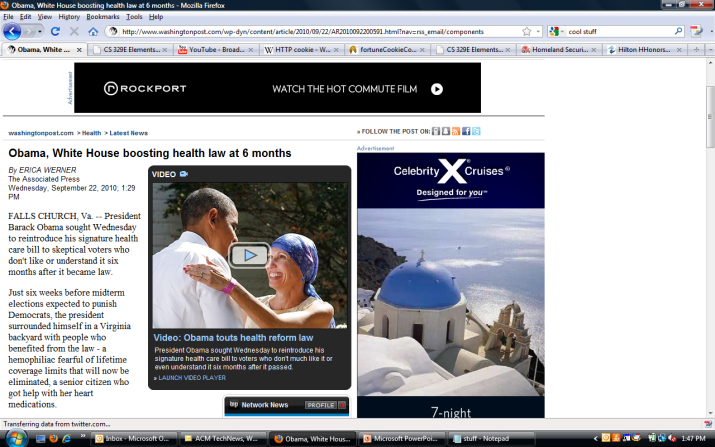 Obama, White House boosting health law at 6 months - Mozilla Firefox
File Edit View History Bookmarks Tools Help
http://www.washingtonpost.com/wp-dyn/content/article/2010/09/22/AR2010092200591.html?nav=rss_email/components
cool stuff
Obama, White ...
CS 329E Elements...
YouTube - Broad...
HTTP cookie - W...
fortuneCookieCo...
CS 329E Elements...
Homeland Securi...
Hilton HHonors...
Advertisement
ROCKPORT
WATCH THE HOT COMMUTE FILM
washingtonpost.com > Health > Latest News
» FOLLOW THE POST ON:
Obama, White House boosting health law at 6 months
By ERICA WERNER
The Associated Press
Wednesday, September 22, 2010; 1:29
PM
FALLS CHURCH, Va. -- President
Barack Obama sought Wednesday
to reintroduce his signature health
care bill to skeptical voters who
don't like or understand it six
months after it became law.
Just six weeks before midterm
elections expected to punish
Democrats, the president
surrounded himself in a Virginia
backyard with people who
benefited from the law - a
hemophiliac fearful of lifetime
coverage limits that will now be
eliminated, a senior citizen who
got help with her heart
medications.
VIDEO
Video: Obama touts health reform law
President Obama sought Wednesday to reintroduce his
signature health care bill to voters who don't much like it or
even understand it six months after it passed.
» LAUNCH VIDEO PLAYER
Network News
PROFILE
Advertisement
Celebrity X Cruises®
Designed for you™
7-night
Transferring data from twitter.com...
Inbox - Microsoft O...
ACM TechNews, W...
Obama, White Hous...
Microsoft PowerPoi...
stuff - Notepad
1:47 PM